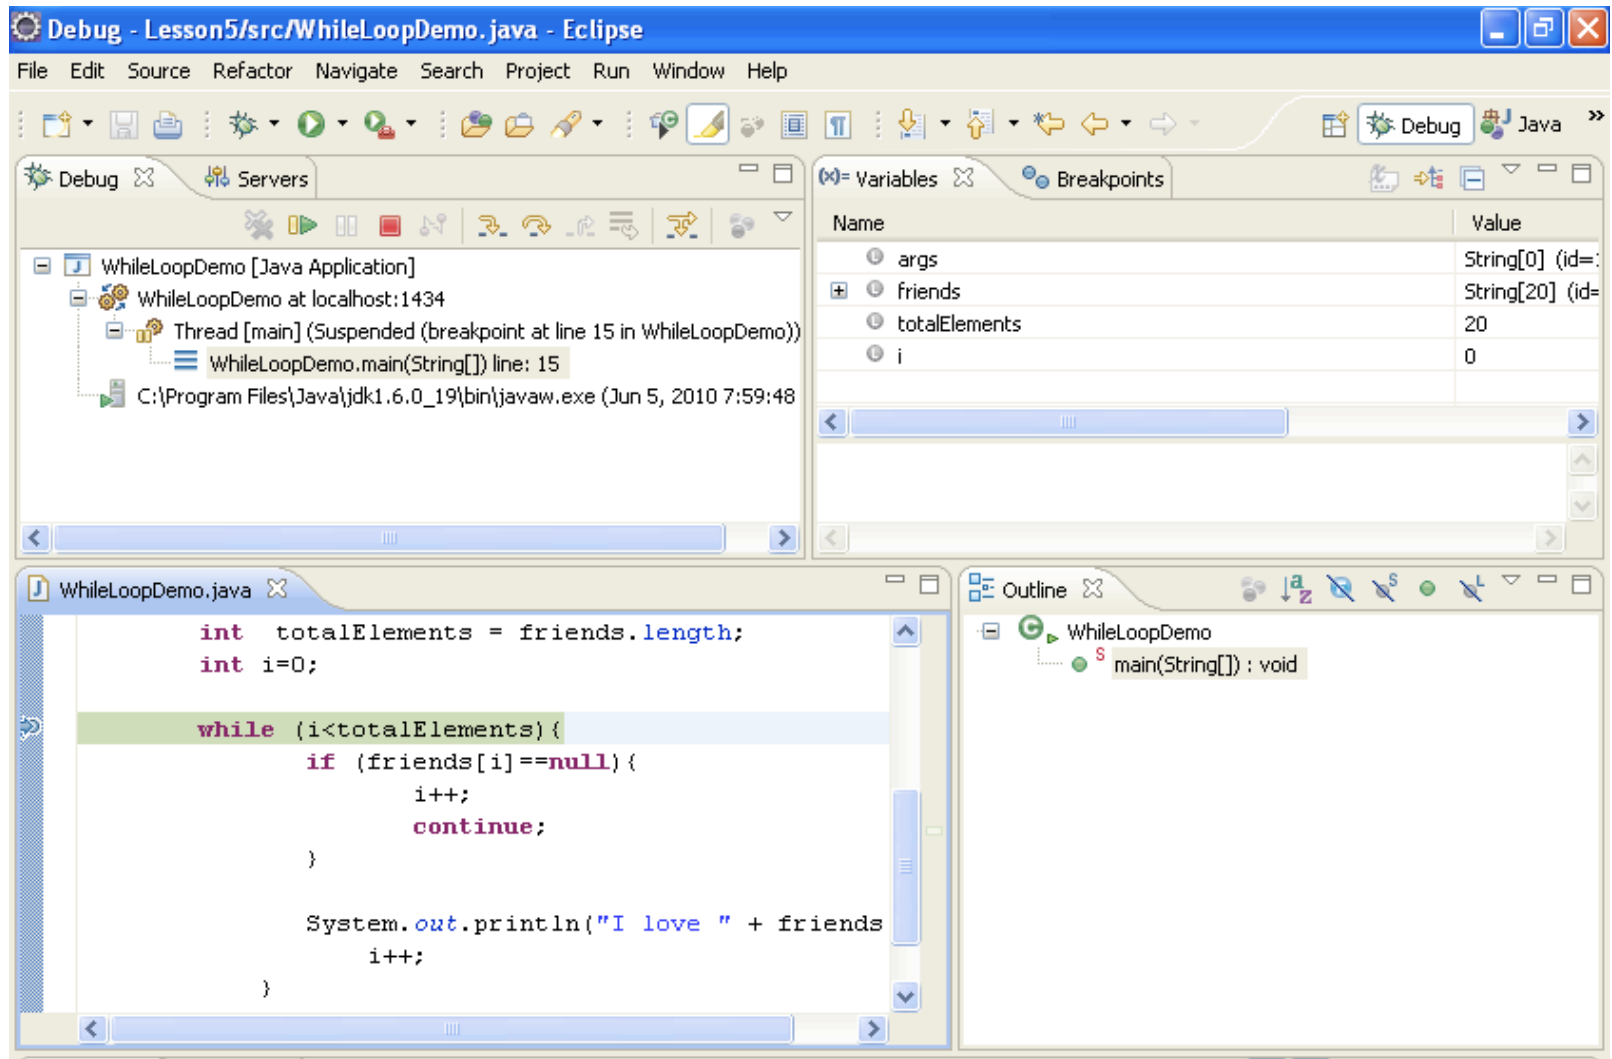 Debug - Lesson5/src/WhileLoopDemo.java - Eclipse
File Edit Source Refactor Navigate Search Project Run Window Help
Debug Java »
Debug Servers
WhileLoopDemo [Java Application]
WhileLoopDemo at localhost:1434
Thread [main] (Suspended (breakpoint at line 15 in WhileLoopDemo))
WhileLoopDemo.main(String[]) line: 15
C:\Program Files\Java\jdk1.6.0_19\bin\javaw.exe (Jun 5, 2010 7:59:48
(x)= Variables Breakpoints
Name Value
args String[0] (id=
friends String[20] (id=
totalElements 20
i 0
WhileLoopDemo.java
int totalElements = friends.length;
int i=0;
while (i<totalElements){
if (friends[i]==null){
i++;
continue;
}
System.out.println("I love " + friends
i++;
}
Outline
WhileLoopDemo
main(String[]) : void